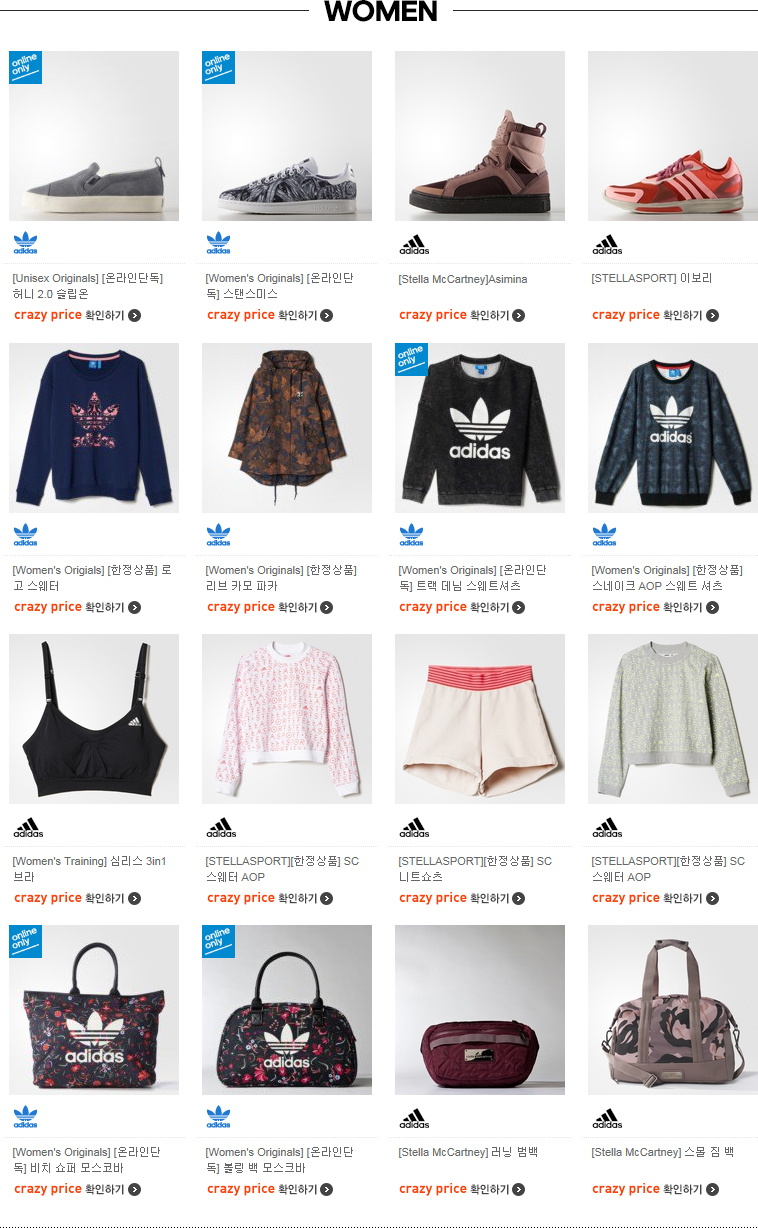 WOMEN
online only
online only
adidas
adidas
adidas
adidas
[Unisex Originals] [온라인단독]
허니 2.0 슬립온
crazy price 확인하기
[Women's Originals] [온라인단
독] 스탠스미스
crazy price 확인하기
[Stella McCartney]Asimina
crazy price 확인하기
[STELLASPORT] 이보리
crazy price 확인하기
online only
adidas
adidas
adidas
adidas
adidas
adidas
[Women's Origials] [한정상품] 로
고 스웨터
crazy price 확인하기
[Women's Originals] [한정상품]
리브 카모 파카
crazy price 확인하기
[Women's Originals] [온라인단
독] 트랙 데님 스웨트셔츠
crazy price 확인하기
[Women's Originals] [한정상품]
스네이크 AOP 스웨트 셔츠
crazy price 확인하기
adidas
adidas
adidas
adidas
[Women's Training] 심리스 3in1
브라
crazy price 확인하기
[STELLASPORT][한정상품] SC
스웨터 AOP
crazy price 확인하기
[STELLASPORT][한정상품] SC
니트쇼츠
crazy price 확인하기
[STELLASPORT][한정상품] SC
스웨터 AOP
crazy price 확인하기
online only
online only
adidas
adidas
adidas
adidas
adidas
adidas
[Women's Originals] [온라인단
독] 비치 쇼퍼 모스코바
crazy price 확인하기
[Women's Originals] [온라인단
독] 볼링 백 모스크바
crazy price 확인하기
[Stella McCartney] 러닝 범백
crazy price 확인하기
[Stella McCartney] 스몰 짐 백
crazy price 확인하기